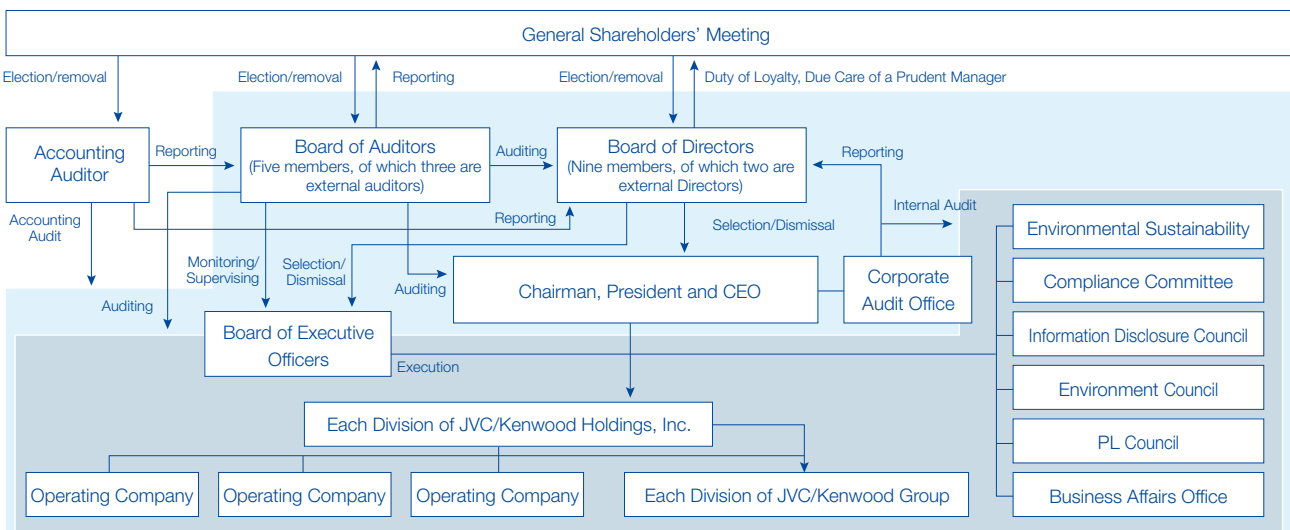 General Shareholders' Meeting
Election/removal
Election/removal
Reporting
Election/removal
Duty of Loyalty, Due Care of a Prudent Manager
Accounting
Auditor
Reporting
Board of Auditors
(Five members, of which three are
external auditors)
Auditing
Board of Directors
(Nine members, of which two are
external Directors)
Reporting
Accounting
Audit
Reporting
Internal Audit
Selection/Dismissal
Monitoring/
Supervising
Selection/
Dismissal
Auditing
Auditing
Chairman, President and CEO
Corporate
Audit Office
Board of Executive
Officers
Execution
Environmental Sustainability
Compliance Committee
Information Disclosure Council
Environment Council
PL Council
Business Affairs Office
Each Division of JVC/Kenwood Holdings, Inc.
Operating Company
Operating Company
Operating Company
Each Division of JVC/Kenwood Group